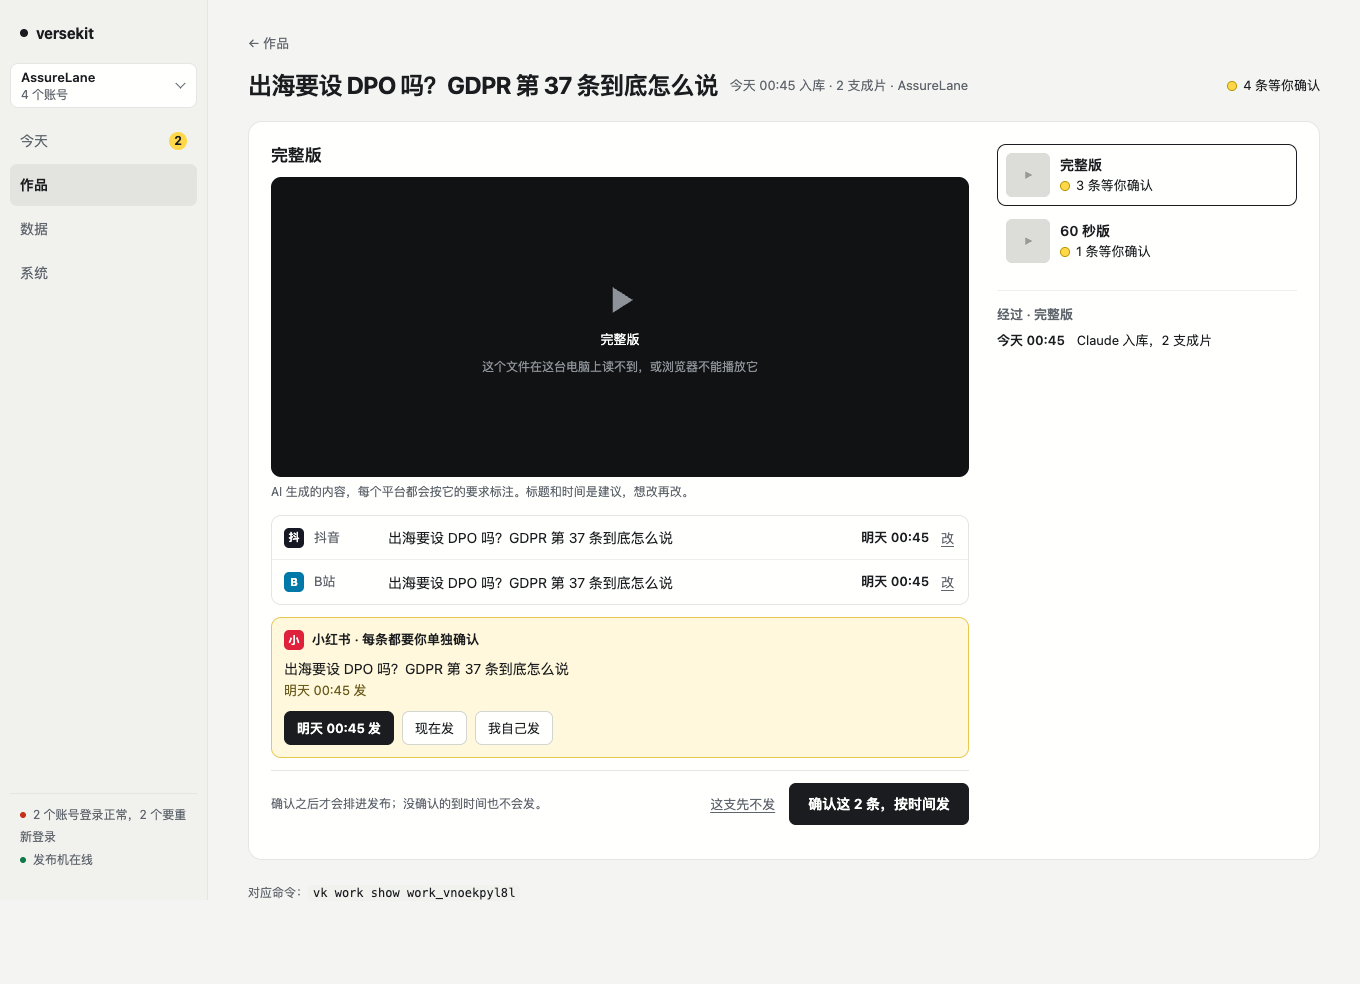 versekit
AssureLane
4 个账号
今天
2
作品
数据
系统
2 个账号登录正常，2 个要重
新登录
发布机在线
← 作品
出海要设 DPO 吗？GDPR 第 37 条到底怎么说
今天 00:45 入库 · 2 支成片 · AssureLane
4 条等你确认
完整版
完整版
这个文件在这台电脑上读不到，或浏览器不能播放它
AI 生成的内容，每个平台都会按它的要求标注。标题和时间是建议，想改再改。
抖 抖音 出海要设 DPO 吗？GDPR 第 37 条到底怎么说 明天 00:45 改
B B站 出海要设 DPO 吗？GDPR 第 37 条到底怎么说 明天 00:45 改
小 小红书 · 每条都要你单独确认
出海要设 DPO 吗？GDPR 第 37 条到底怎么说
明天 00:45 发
明天 00:45 发 现在发 我自己发
确认之后才会排进发布；没确认的到时间也不会发。
这支先不发
确认这 2 条，按时间发
完整版
3 条等你确认
60 秒版
1 条等你确认
经过 · 完整版
今天 00:45 Claude 入库，2 支成片
对应命令： vk work show work_vnoekpyl8l